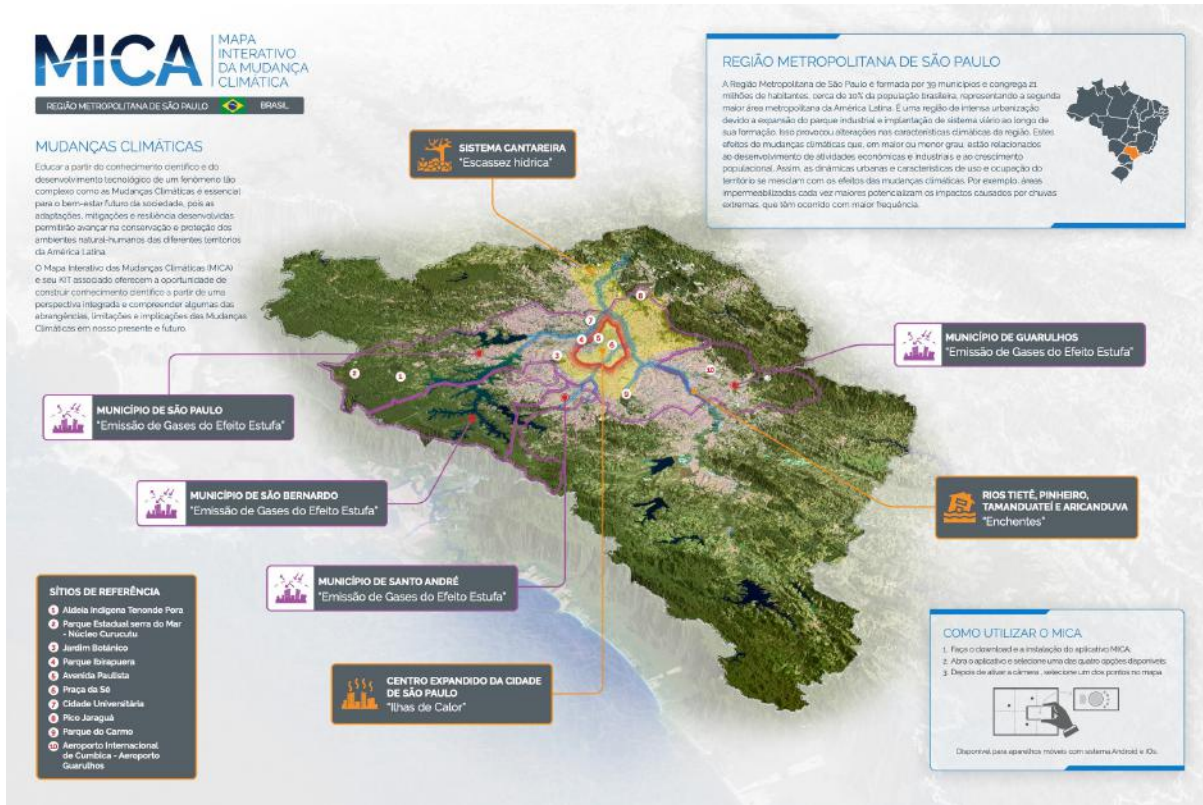 MICA
MAPA
INTERATIVO
DA MUDANÇA
CLIMÁTICA
REGIÃO METROPOLITANA DE SÃO PAULO BRASIL
MUDANÇAS CLIMÁTICAS
Educar a partir do conhecimento científico e do
desenvolvimento tecnológico de um fenômeno tão
complexo como as Mudanças Climáticas é essencial
para o bem-estar futuro da sociedade, pois as
adaptações, mitigações e resiliência desenvolvidas
permitirão avançar na conservação e proteção dos
ambientes natural-humanos das diferentes territórios
da América Latina.
O Mapa Interativo das Mudanças Climáticas (MICA)
e seu KIT associado oferecem a oportunidade de
construir conhecimento científico a partir de uma
perspectiva integrada e compreender algumas das
abrangências, limitações e implicações das Mudanças
Climáticas em nosso presente e futuro.
REGIÃO METROPOLITANA DE SÃO PAULO
A Região Metropolitana de São Paulo é formada por 39 municípios e congrega 21
milhões de habitantes, cerca de 10% da população brasileira, representando a segunda
maior área metropolitana da América Latina. É uma região de intensa urbanização
devido a expansão do parque industrial e implantação de sistema viário ao longo de
sua formação. Isso provocou alterações nas características climáticas da região. Estes
efeitos de mudanças climáticas que, em maior ou menor grau, estão relacionados
ao desenvolvimento de atividades econômicas e industriais e ao crescimento
populacional. Assim, as dinâmicas urbanas e características de uso e ocupação do
território se mesclam com os efeitos das mudanças climáticas. Por exemplo, áreas
impermeabilizadas cada vez maiores potencializam os impactos causados por chuvas
extremas, que têm ocorrido com maior frequência.
SISTEMA CANTAREIRA
"Escassez hídrica"
MUNICÍPIO DE GUARULHOS
"Emissão de Gases do Efeito Estufa"
8
7
4
5
6
3
2
1
10
9
MUNICÍPIO DE SÃO PAULO
"Emissão de Gases do Efeito Estufa"
MUNICÍPIO DE SÃO BERNARDO
"Emissão de Gases do Efeito Estufa"
RIOS TIETÊ, PINHEIRO,
TAMANDUATEÍ E ARICANDUVA
"Enchentes"
MUNICÍPIO DE SANTO ANDRÉ
"Emissão de Gases do Efeito Estufa"
CENTRO EXPANDIDO DA CIDADE
DE SÃO PAULO
"Ilhas de Calor"
SÍTIOS DE REFERÊNCIA
1 Aldeia Indígena Tenonde Pora
2 Parque Estadual serra do Mar
- Núcleo Curucutu
3 Jardim Botânico
4 Parque Ibirapuera
5 Avenida Paulista
6 Praça da Sé
7 Cidade Universitária
8 Pico Jaraguá
9 Parque do Carmo
10 Aeroporto Internacional
de Cumbica - Aeroporto
Guarulhos
COMO UTILIZAR O MICA
1. Faça o download e a instalação do aplicativo MICA.
2. Abra o aplicativo e selecione uma das quatro opções disponíveis
3. Depois de ativar a câmera , selecione um dos pontos no mapa
Disponível para aparelhos móveis com sistema Android e IOs.